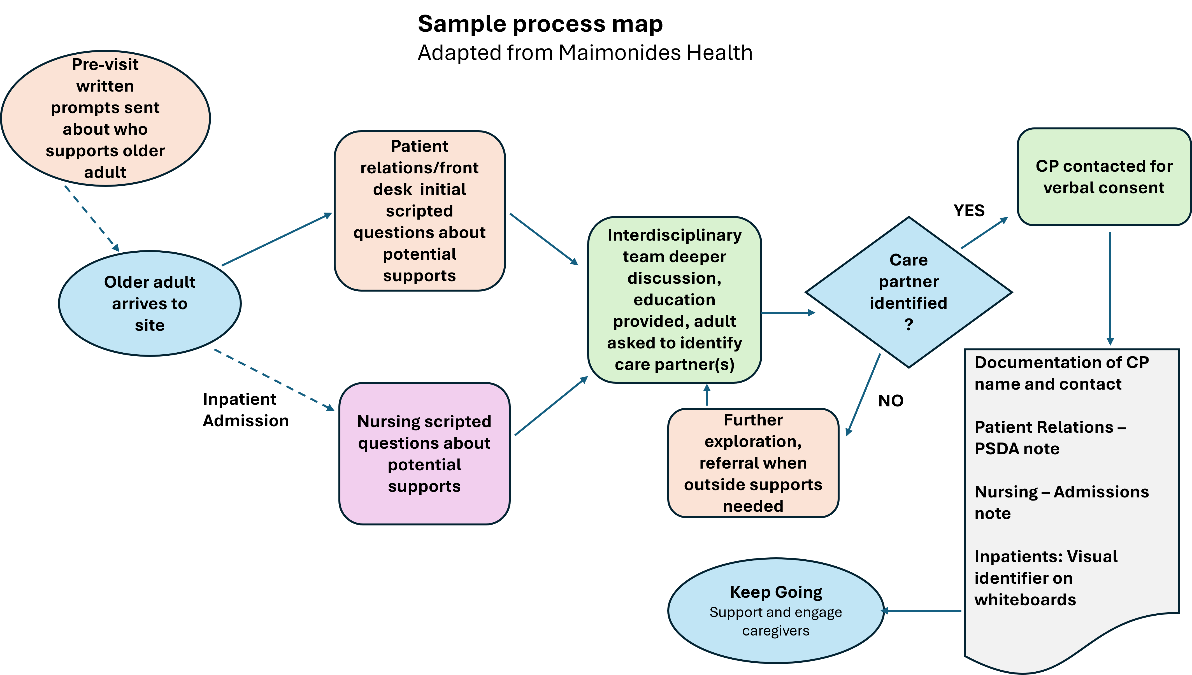 Sample process map
Adapted from Maimonides Health
Pre-visit
written
prompts sent
about who
supports older
adult
Older adult
arrives to
site
Patient
relations/front
desk  initial
scripted
questions about
potential
supports
Inpatient
Admission
Nursing scripted
questions about
potential
supports
Interdisciplinary
team deeper
discussion,
education
provided, adult
asked to identify
care partner(s)
Care
partner
identified
?
YES
CP contacted for
verbal consent
NO
Further
exploration,
referral when
outside supports
needed
Documentation of CP
name and contact
Patient Relations –
PSDA note
Nursing – Admissions
note
Inpatients: Visual
identifier on
whiteboards
Keep Going
Support and engage
caregivers